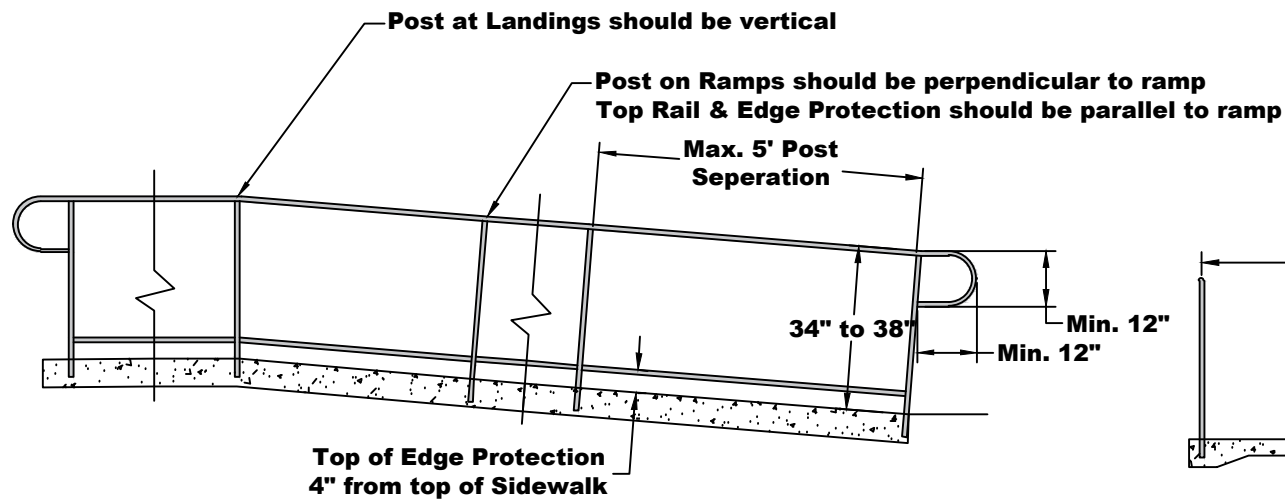 Post at Landings should be vertical
Post on Ramps should be perpendicular to ramp
Top Rail & Edge Protection should be parallel to ramp
Max. 5' Post
Seperation
34" to 38"
Min. 12"
Min. 12"
Top of Edge Protection
4" from top of Sidewalk